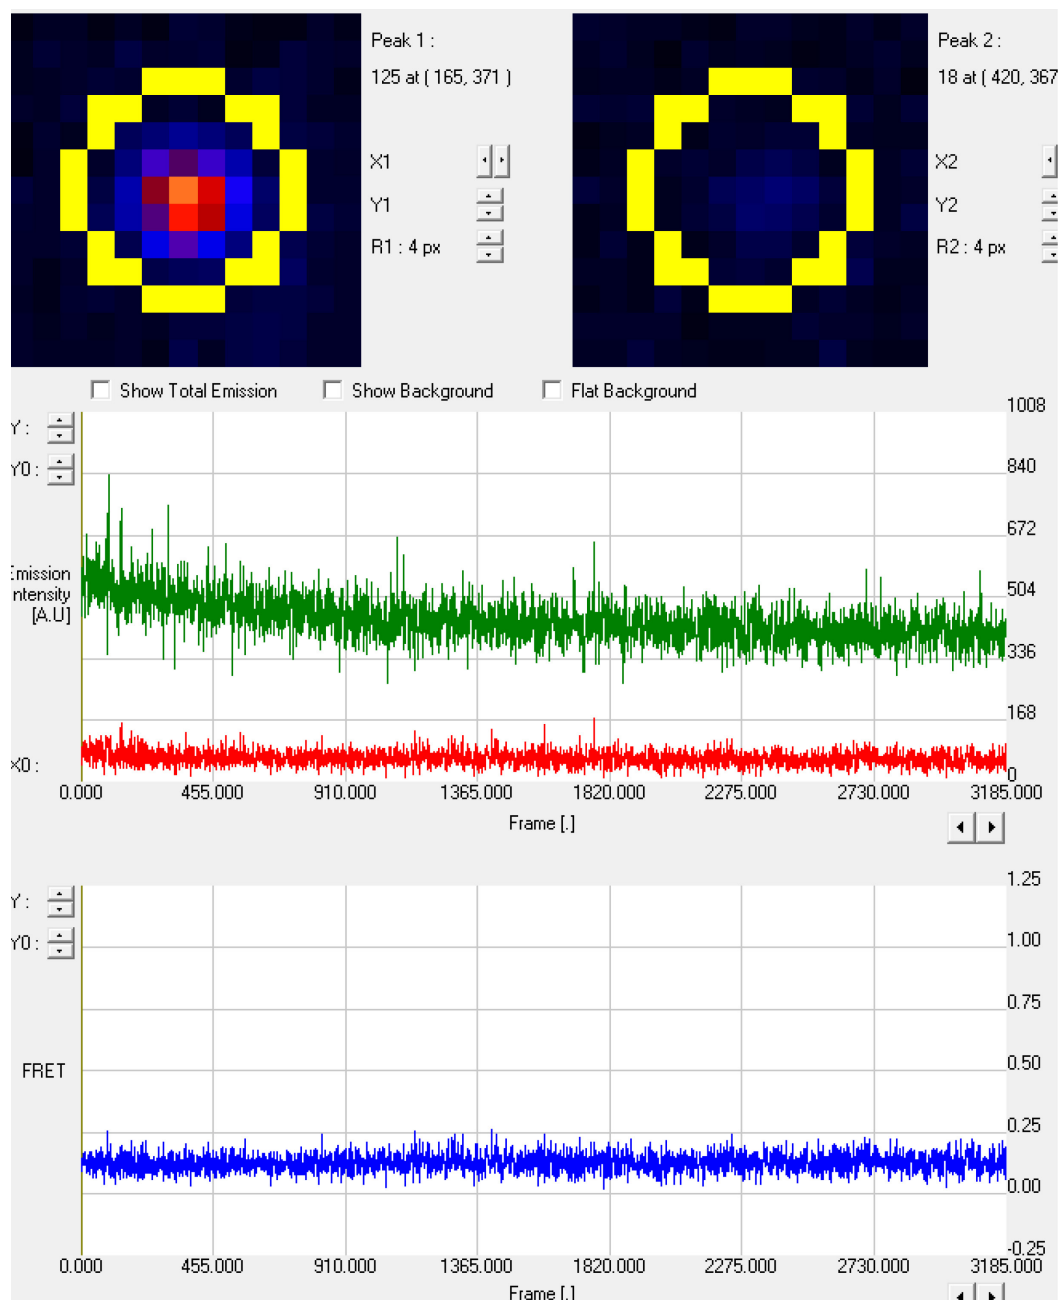 Peak 1 :
125 at ( 165, 371 )
X1
Y1
R1 : 4 px
Peak 2 :
18 at ( 420, 367
X2
Y2
R2 : 4 px
Show Total Emission
Show Background
Flat Background
Y :
Y0 :
Emission
Intensity
[A.U]
X0 :
1008
840
672
504
336
168
0
0.000 455.000 910.000 1365.000 1820.000 2275.000 2730.000 3185.000
Frame [.]
Y :
Y0 :
FRET
1.25
1.00
0.75
0.50
0.25
0.00
-0.25
0.000 455.000 910.000 1365.000 1820.000 2275.000 2730.000 3185.000
Frame [.]